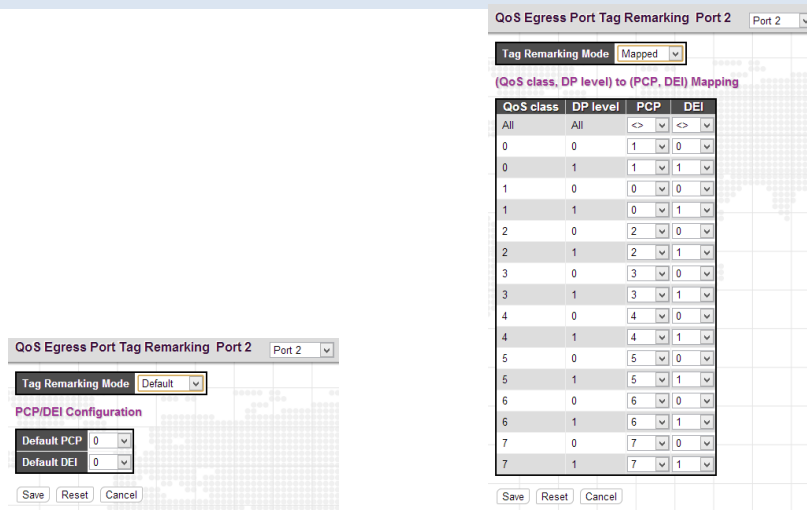 QoS Egress Port Tag Remarking Port 2 Port 2
Tag Remarking Mode Default
PCP/DEI Configuration
Default PCP 0
Default DEI 0
Save Reset Cancel
QoS Egress Port Tag Remarking Port 2 Port 2
Tag Remarking Mode Mapped
(QoS class, DP level) to (PCP, DEI) Mapping
QoS class DP level PCP DEI
All All <> <>
0 0 1 0
0 1 1 1
1 0 0 0
1 1 0 1
2 0 2 0
2 1 2 1
3 0 3 0
3 1 3 1
4 0 4 0
4 1 4 1
5 0 5 0
5 1 5 1
6 0 6 0
6 1 6 1
7 0 7 0
7 1 7 1
Save Reset Cancel